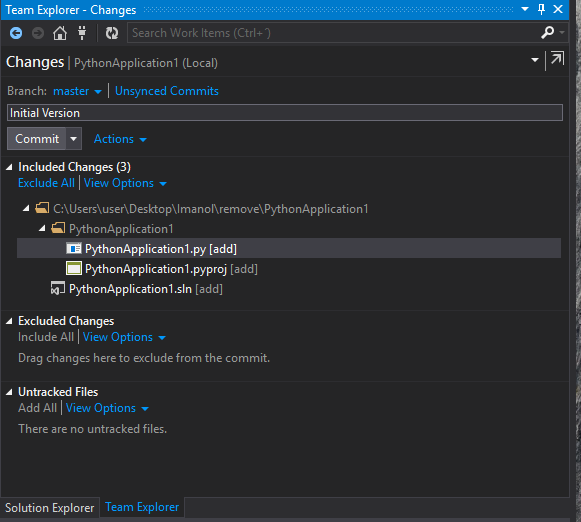 Team Explorer - Changes
Search Work Items (Ctrl+´)
Changes | PythonApplication1 (Local)
Branch: master | Unsynced Commits
Initial Version
Commit Actions
Included Changes (3)
Exclude All | View Options
C:\Users\user\Desktop\Imanol\remove\PythonApplication1
PythonApplication1
PythonApplication1.py [add]
PythonApplication1.pyproj [add]
PythonApplication1.sln [add]
Excluded Changes
Include All | View Options
Drag changes here to exclude from the commit.
Untracked Files
Add All | View Options
There are no untracked files.
Solution Explorer Team Explorer